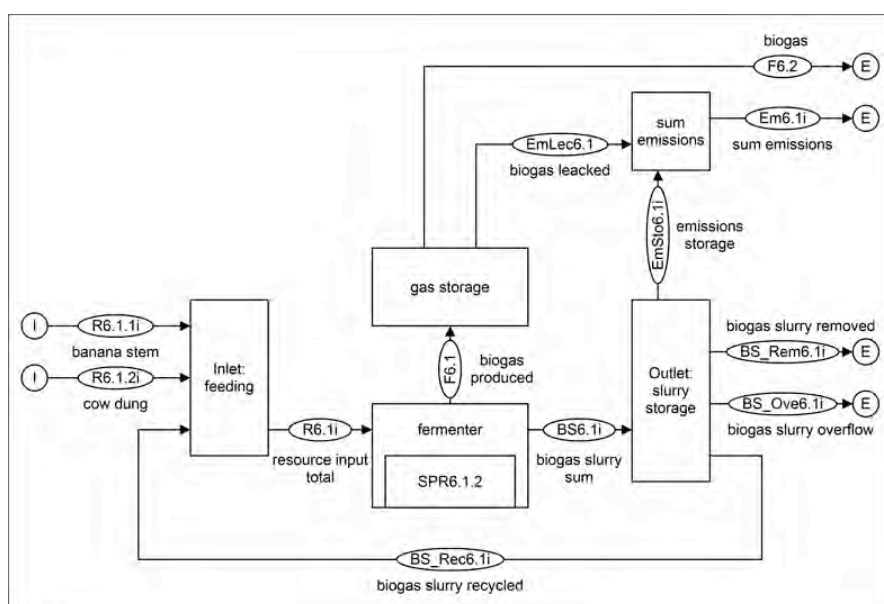 biogas
F6.2
E
sum
emissions
Em6.1i
E
sum emissions
EmLec6.1
biogas leacked
EmSto6.1i
emissions
storage
gas storage
I
R6.1.1i
banana stem
I
R6.1.2i
cow dung
Inlet:
feeding
F6.1
biogas
produced
Outlet:
slurry
storage
biogas slurry removed
BS_Rem6.1i
E
BS_Ove6.1i
E
biogas slurry overflow
R6.1i
resource input
total
fermenter
SPR6.1.2
BS6.1i
biogas slurry
sum
BS_Rec6.1i
biogas slurry recycled